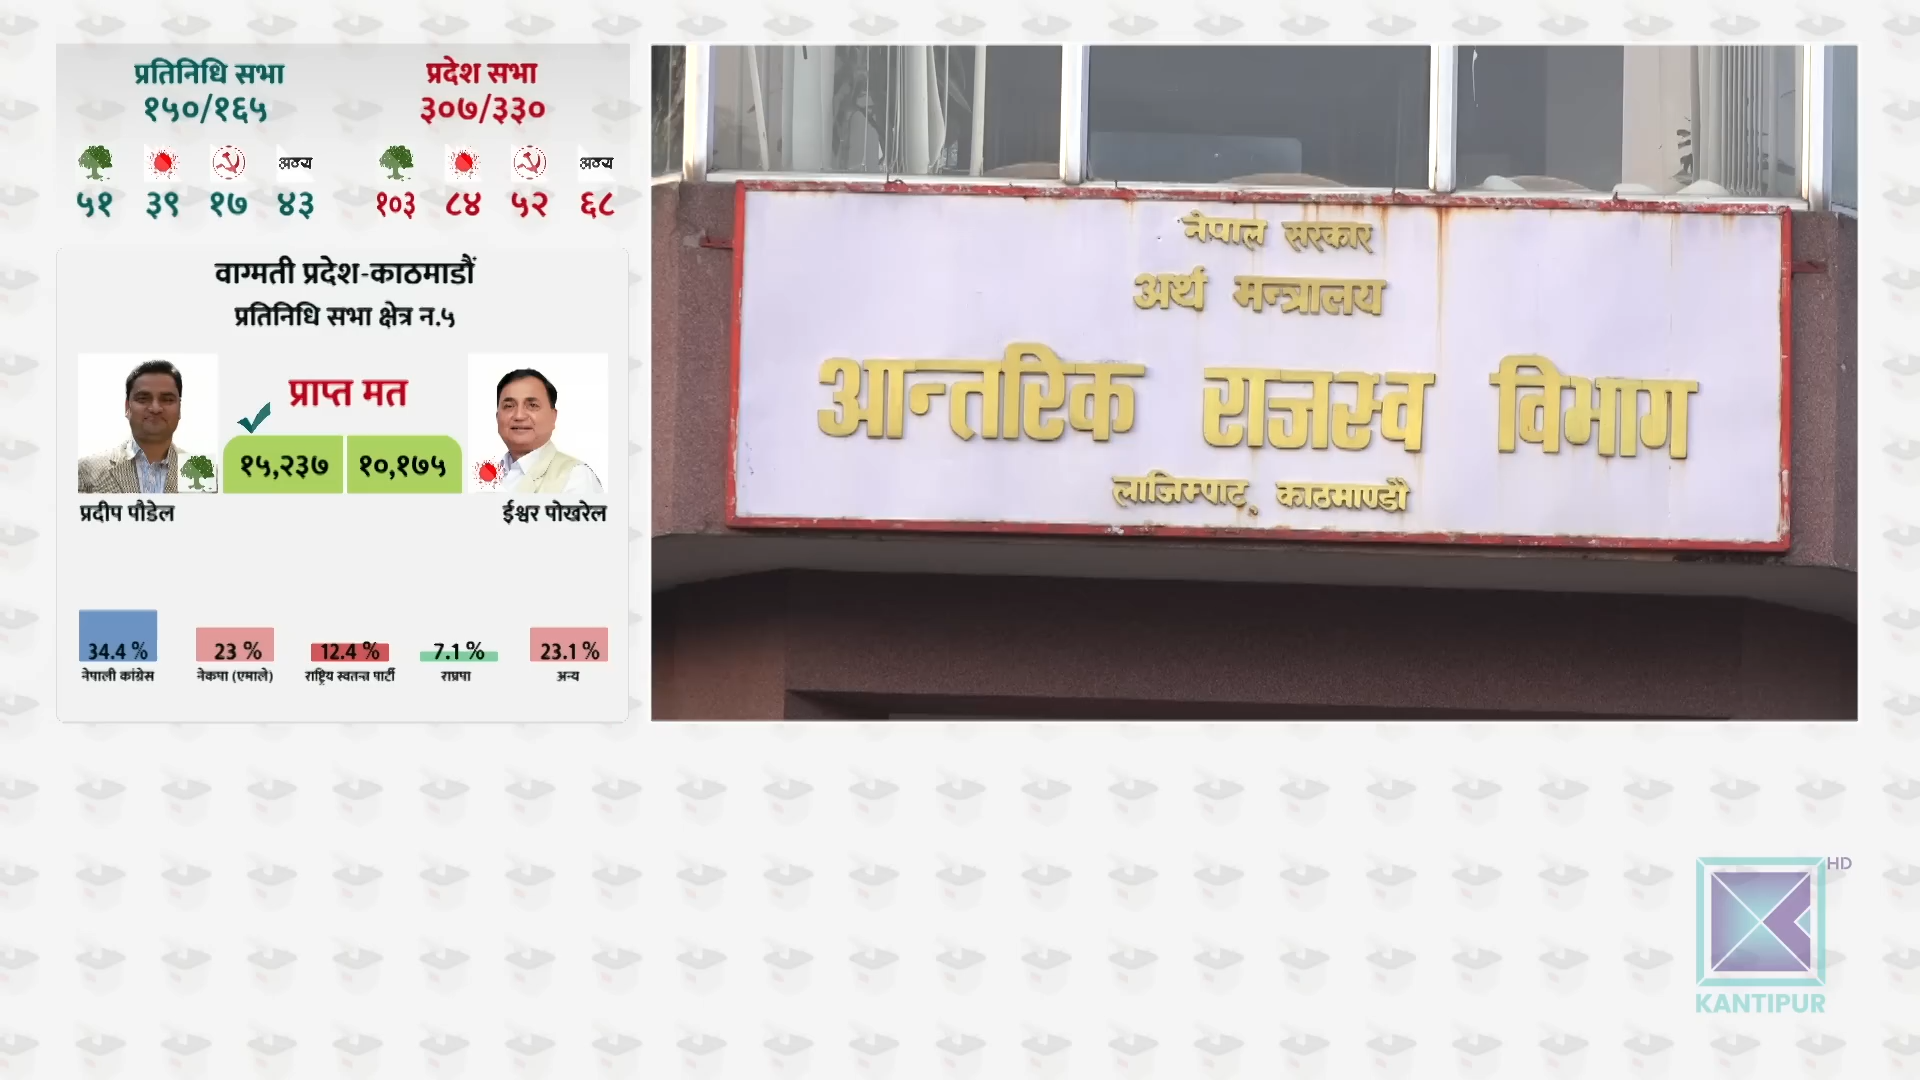 प्रतिनिधि सभा
१५०/१६५
प्रदेश सभा
३०७/३३०
अन्य
अन्य
५१ ३९ १७ ४३
१०३ ८४ ५२ ६८
वाग्मती प्रदेश-काठमाडौं
प्रतिनिधि सभा क्षेत्र न.५
प्राप्त मत
१५,२३७ १०,१७५
प्रदीप पौडेल
ईश्वर पोखरेल
34.4 % 23 % 12.4 % 7.1 % 23.1 %
नेपाली कांग्रेस नेकपा (एमाले) राष्ट्रिय स्वतन्त्र पार्टी राप्रपा अन्य
नेपाल सरकार
अर्थ मन्त्रालय
आन्तरिक राजस्व विभाग
लाजिम्पाट, काठमाण्डौ
HD
KANTIPUR